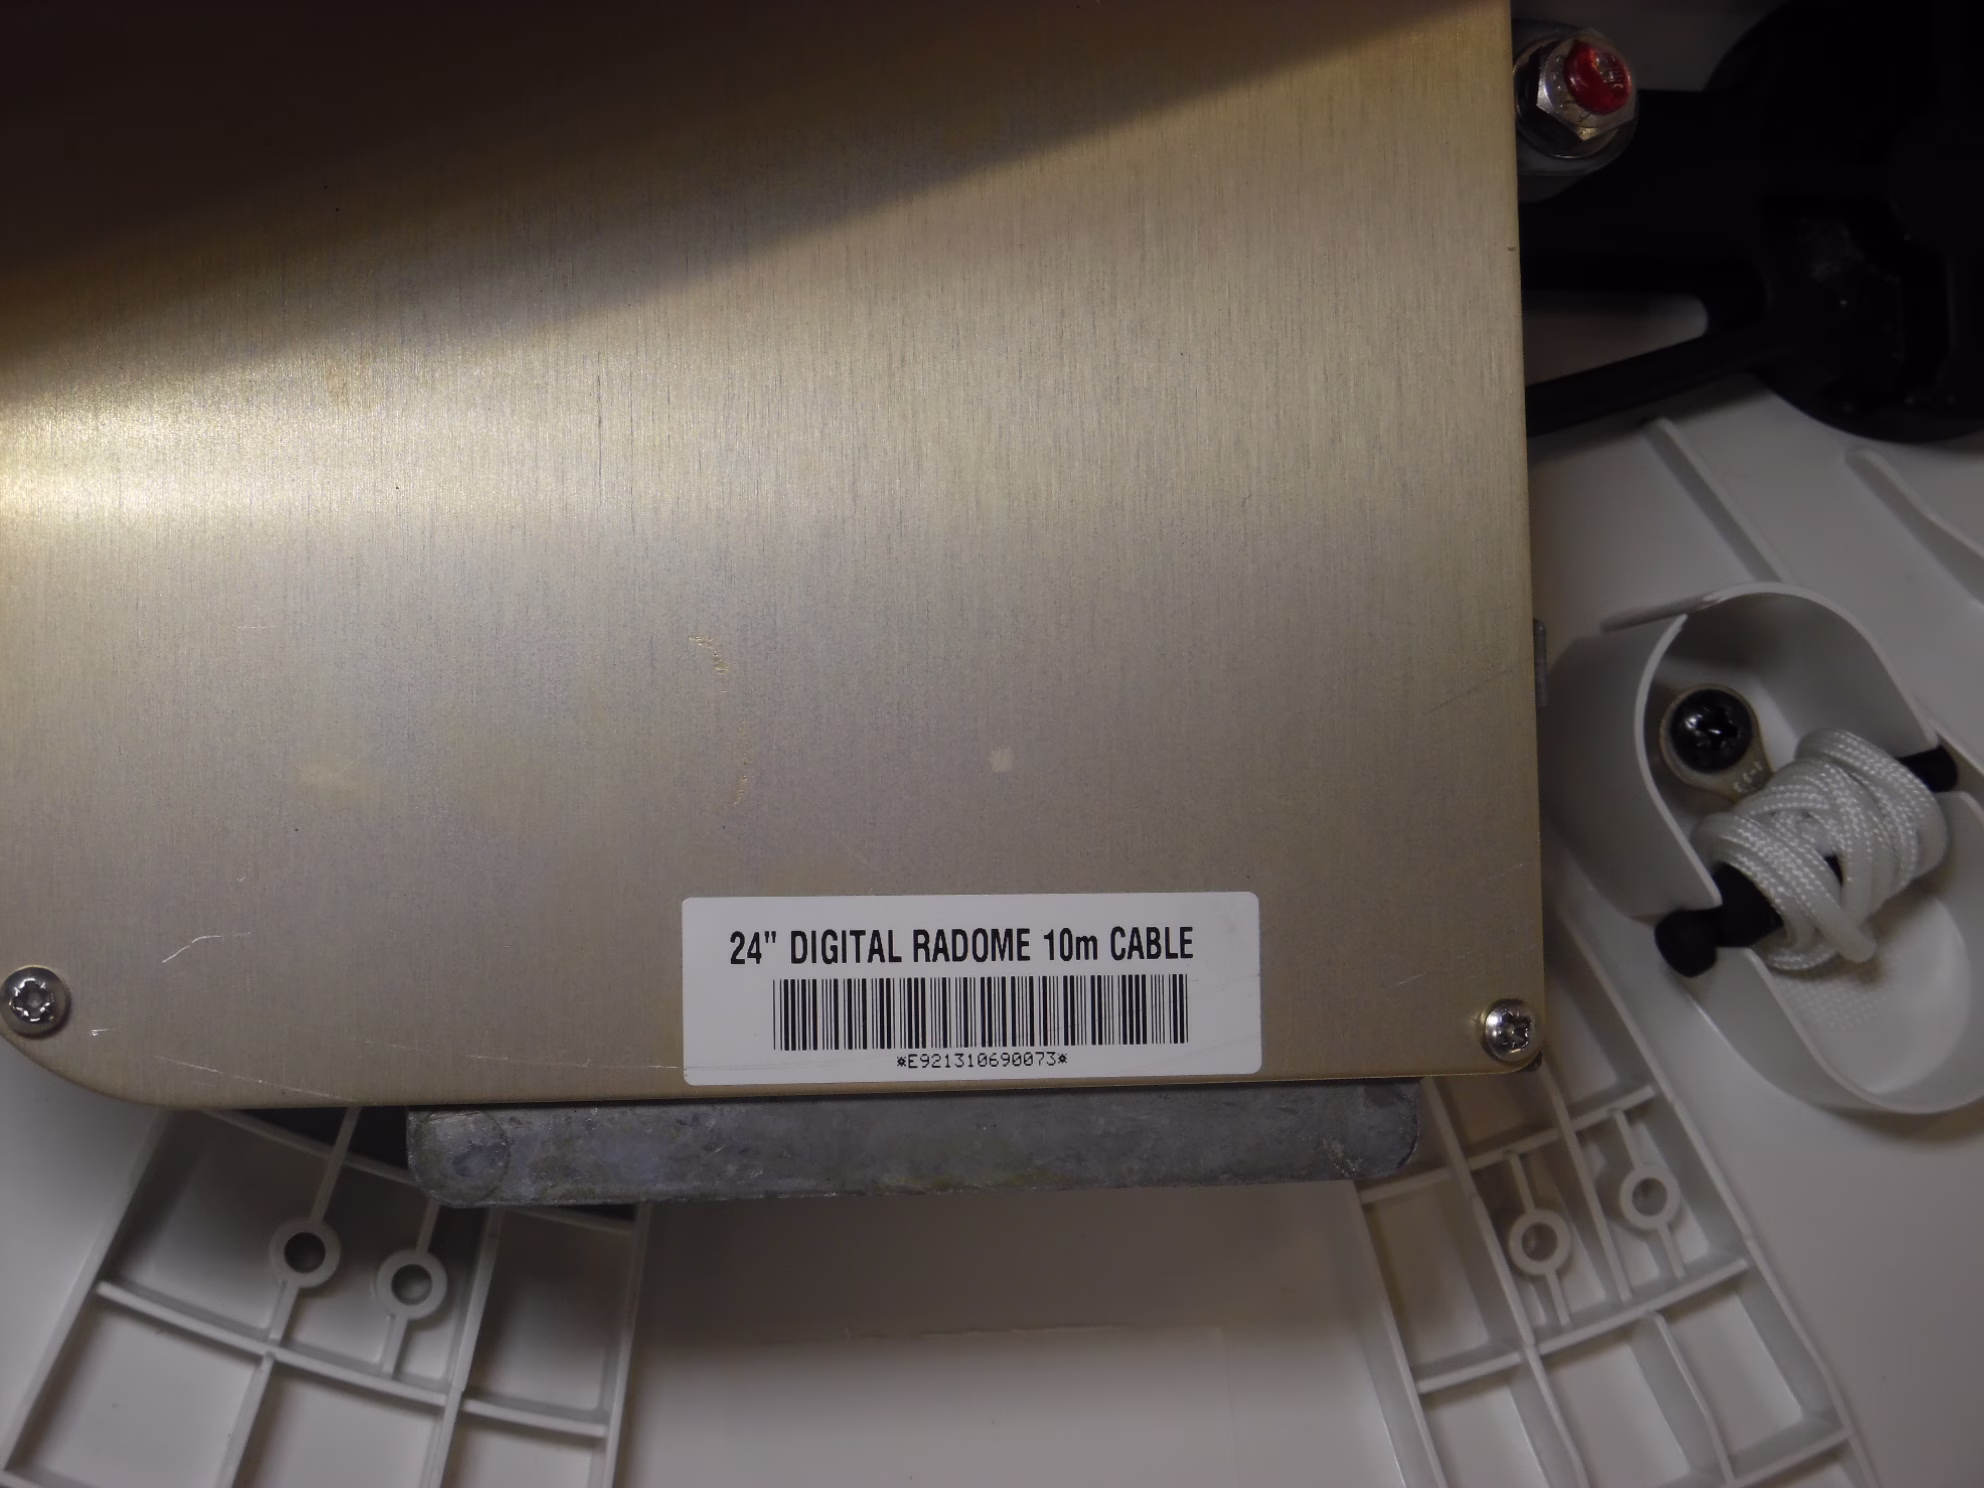 24" DIGITAL RADOME 10m CABLE
*E921310690073*